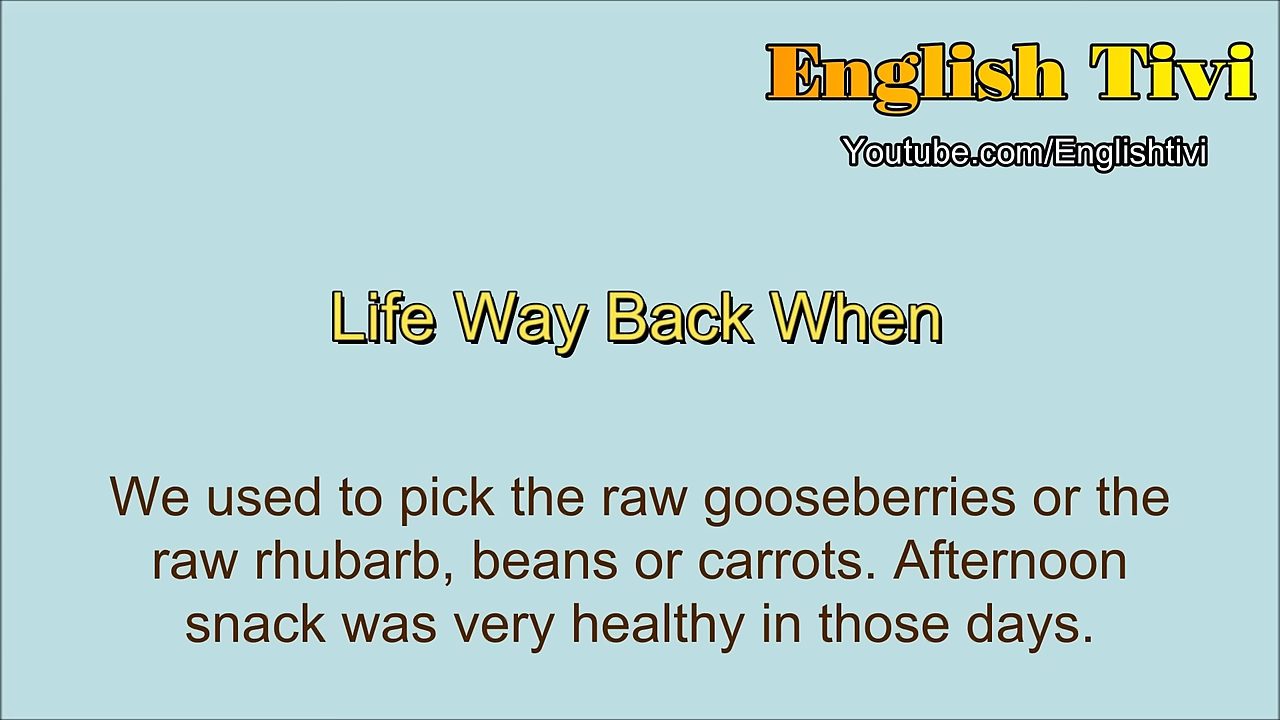 English Tivi
Youtube.com/Englishtivi
Life Way Back When
We used to pick the raw gooseberries or the
raw rhubarb, beans or carrots. Afternoon
snack was very healthy in those days.